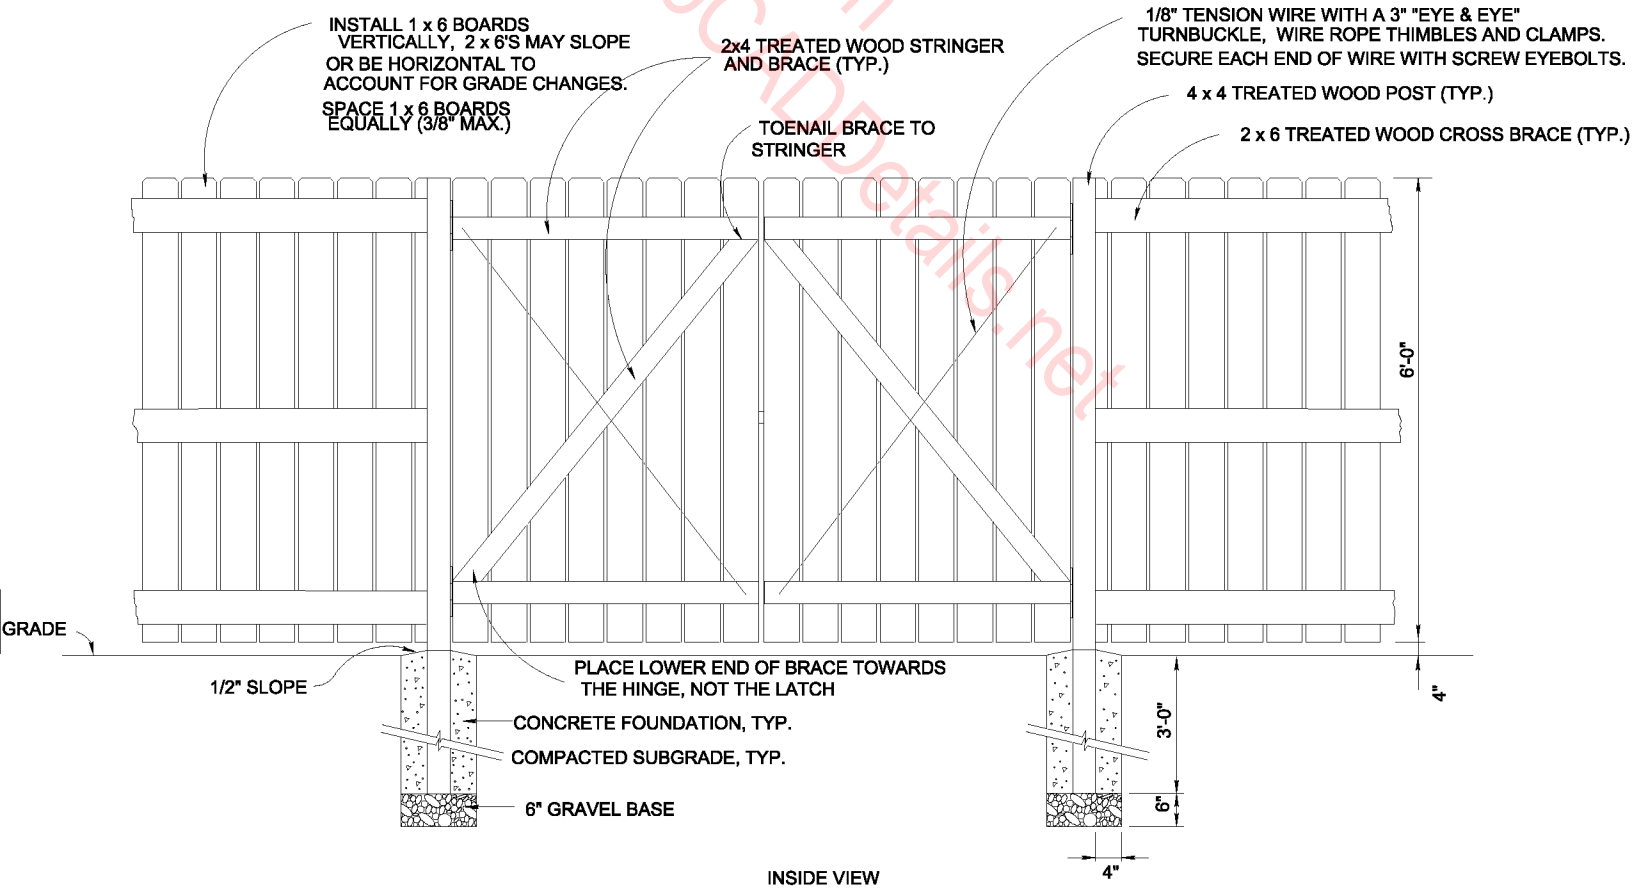 INSTALL 1 x 6 BOARDS
VERTICALLY, 2 x 6'S MAY SLOPE
OR BE HORIZONTAL TO
ACCOUNT FOR GRADE CHANGES.
SPACE 1 x 6 BOARDS
EQUALLY (3/8" MAX.)
2x4 TREATED WOOD STRINGER
AND BRACE (TYP.)
TOENAIL BRACE TO
STRINGER
1/8" TENSION WIRE WITH A 3" "EYE & EYE"
TURNBUCKLE, WIRE ROPE THIMBLES AND CLAMPS.
SECURE EACH END OF WIRE WITH SCREW EYEBOLTS.
4 x 4 TREATED WOOD POST (TYP.)
2 x 6 TREATED WOOD CROSS BRACE (TYP.)
6'-0"
GRADE
1/2" SLOPE
PLACE LOWER END OF BRACE TOWARDS
THE HINGE, NOT THE LATCH
CONCRETE FOUNDATION, TYP.
COMPACTED SUBGRADE, TYP.
6" GRAVEL BASE
4"
3'-0"
6"
4"
INSIDE VIEW
CADDetails.net